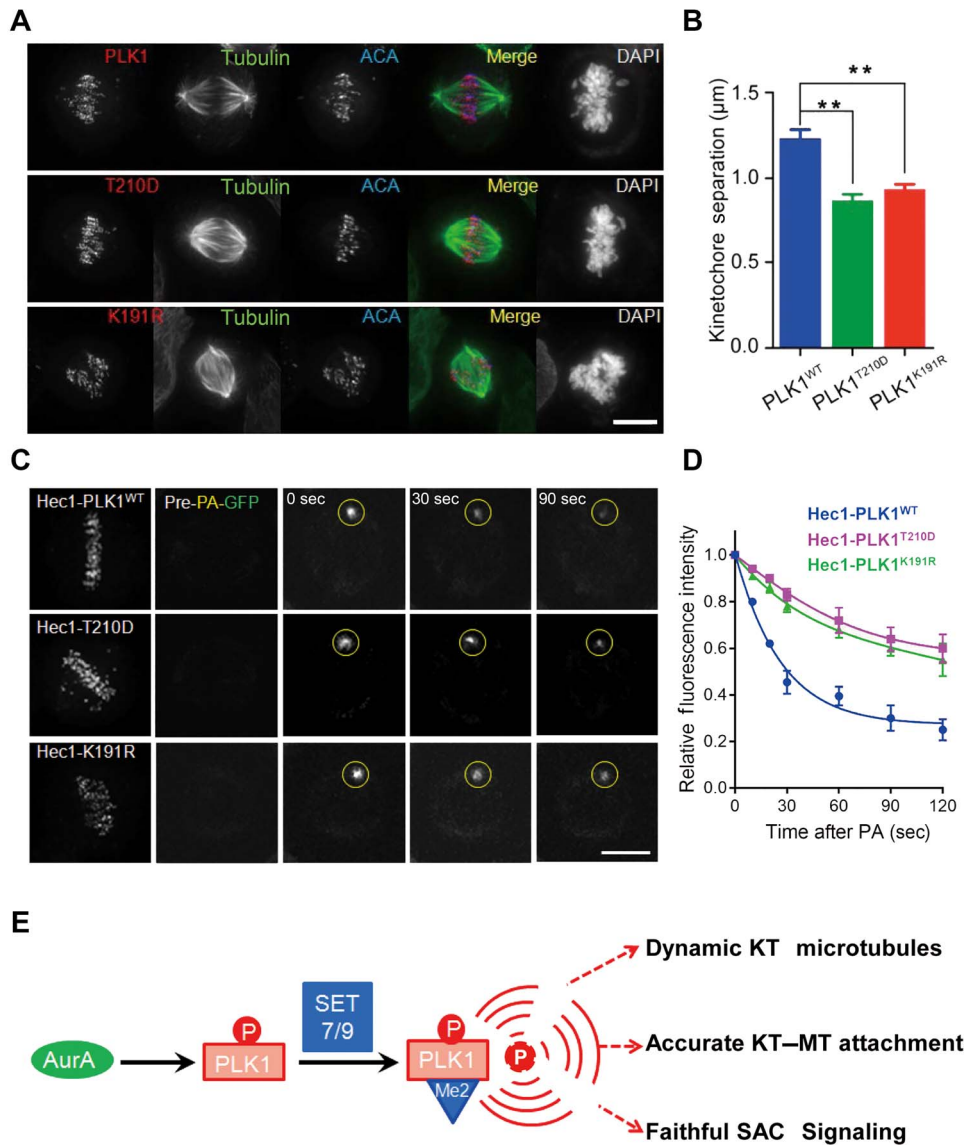 A
PLK1 Tubulin ACA Merge DAPI
T210D Tubulin ACA Merge DAPI
K191R Tubulin ACA Merge DAPI
B
Kinetochore separation (μm)
1.5
1.0
0.5
0.0
** **
PLK1WT PLK1T210D PLK1K191R
C
Hec1-PLK1WT Pre-PA-GFP 0 sec 30 sec 90 sec
Hec1-T210D
Hec1-K191R
D
Hec1-PLK1WT
Hec1-PLK1T210D
Hec1-PLK1K191R
Relative fluorescence intensity
1.0
0.8
0.6
0.4
0.2
0.0
0 30 60 90 120
Time after PA (sec)
E
AurA
P
PLK1
SET
7/9
P
PLK1
Me2
P
Dynamic KT microtubules
Accurate KT–MT attachment
Faithful SAC Signaling